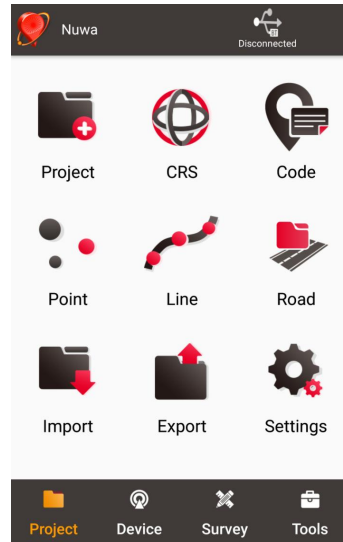 Nuwa
Disconnected
Project CRS Code
Point Line Road
Import Export Settings
Project Device Survey Tools